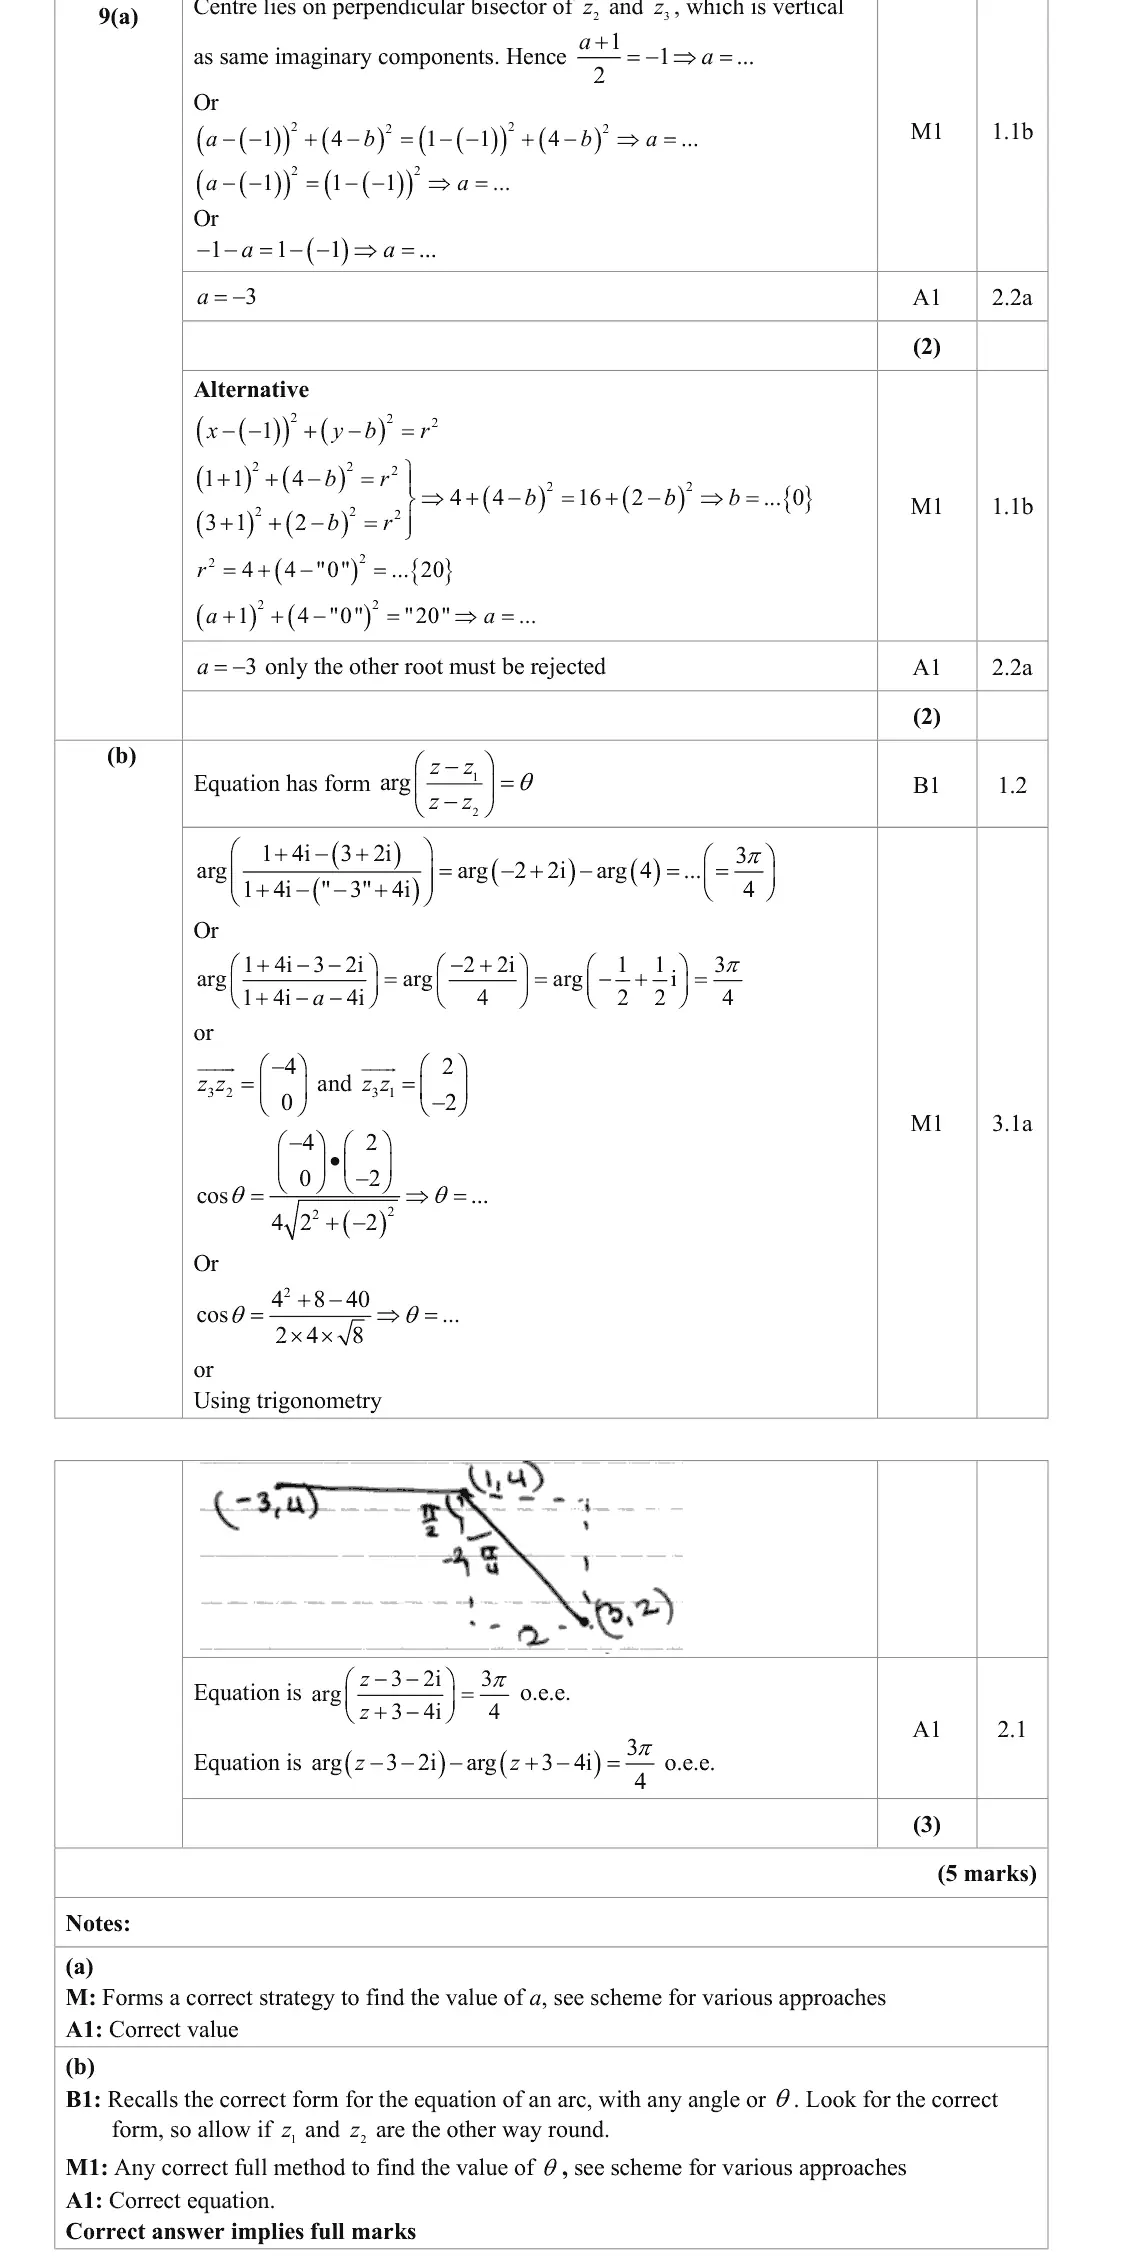 9(a)
Centre lies on perpendicular bisector of z₂ and z₃, which is vertical
as same imaginary components. Hence (a+1)/2 = −1 ⇒ a = ...
Or
(a−(−1))² + (4−b)² = (1−(−1))² + (4−b)² ⇒ a = ...
(a−(−1))² = (1−(−1))² ⇒ a = ...
Or
−1−a = 1−(−1) ⇒ a = ...
M1 1.1b
a = −3 A1 2.2a
(2)
Alternative
(x−(−1))² + (y−b)² = r²
(1+1)² + (4−b)² = r²
(3+1)² + (2−b)² = r² } ⇒ 4+(4−b)² = 16+(2−b)² ⇒ b = ...{0}
r² = 4+(4−"0")² = ...{20}
(a+1)² + (4−"0")² = "20" ⇒ a = ...
M1 1.1b
a = −3 only the other root must be rejected A1 2.2a
(2)
(b)
Equation has form arg((z−z₁)/(z−z₂)) = θ B1 1.2
arg((1+4i−(3+2i))/(1+4i−("−3"+4i))) = arg(−2+2i) − arg(4) = ...(= 3π/4)
Or
arg((1+4i−3−2i)/(1+4i−a−4i)) = arg((−2+2i)/4) = arg(−1/2 + 1/2 i) = 3π/4
or
z₃z₂ = (−4 0) and z₃z₁ = (2 −2)
cosθ = (−4 0)•(2 −2) / 4√(2²+(−2)²) ⇒ θ = ...
Or
cosθ = (4²+8−40)/(2×4×√8) ⇒ θ = ...
or
Using trigonometry
M1 3.1a
(1,4)
(-3,4)
π/2
π/4
-2
(3,2)
2
Equation is arg((z−3−2i)/(z+3−4i)) = 3π/4 o.e.e.
Equation is arg(z−3−2i) − arg(z+3−4i) = 3π/4 o.e.e.
A1 2.1
(3)
(5 marks)
Notes:
(a)
M: Forms a correct strategy to find the value of a, see scheme for various approaches
A1: Correct value
(b)
B1: Recalls the correct form for the equation of an arc, with any angle or θ. Look for the correct
form, so allow if z₁ and z₂ are the other way round.
M1: Any correct full method to find the value of θ, see scheme for various approaches
A1: Correct equation.
Correct answer implies full marks